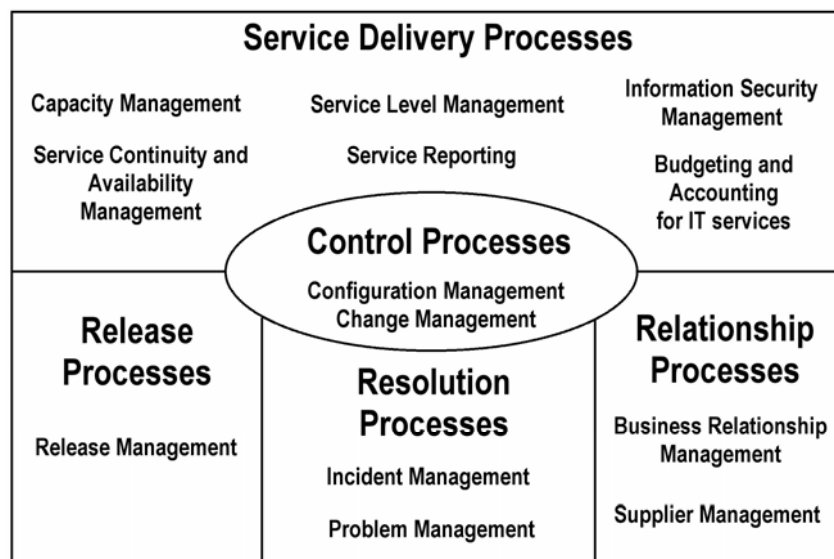 Service Delivery Processes
Capacity Management
Service Continuity and
Availability
Management
Service Level Management
Service Reporting
Information Security
Management
Budgeting and
Accounting
for IT services
Control Processes
Configuration Management
Change Management
Release
Processes
Release Management
Resolution
Processes
Incident Management
Problem Management
Relationship
Processes
Business Relationship
Management
Supplier Management